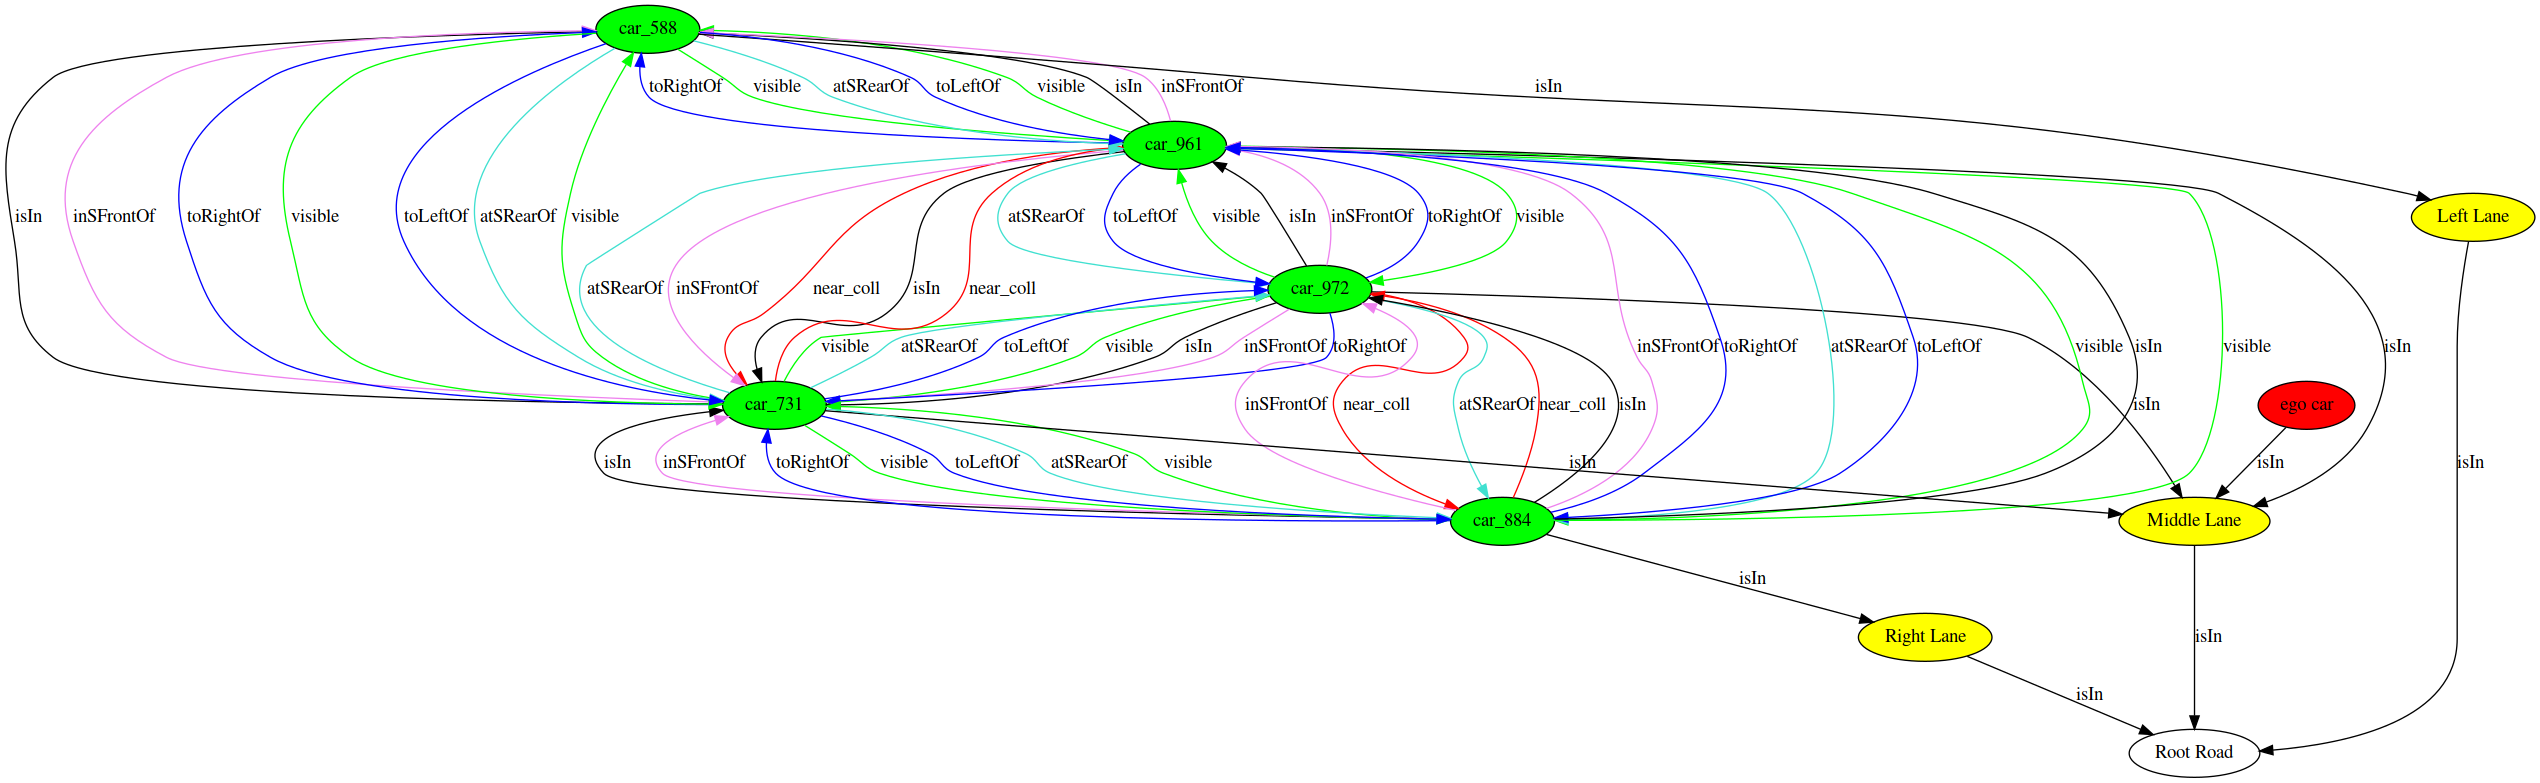 car_588
toRightOf visible atSRearOf toLeftOf visible isIn inSFrontOf isIn
car_961
isIn inSFrontOf toRightOf visible toLeftOf atSRearOf visible atSRearOf toLeftOf visible isIn inSFrontOf toRightOf visible Left Lane
atSRearOf inSFrontOf near_coll isIn near_coll car_972
visible atSRearOf toLeftOf visible isIn inSFrontOf toRightOf inSFrontOf toRightOf atSRearOf toLeftOf visible isIn visible isIn
car_731 inSFrontOf near_coll atSRearOf near_coll isIn isIn ego car
isIn inSFrontOf toRightOf visible toLeftOf atSRearOf visible isIn isIn isIn
car_884 Middle Lane
isIn
Right Lane isIn
isIn
Root Road